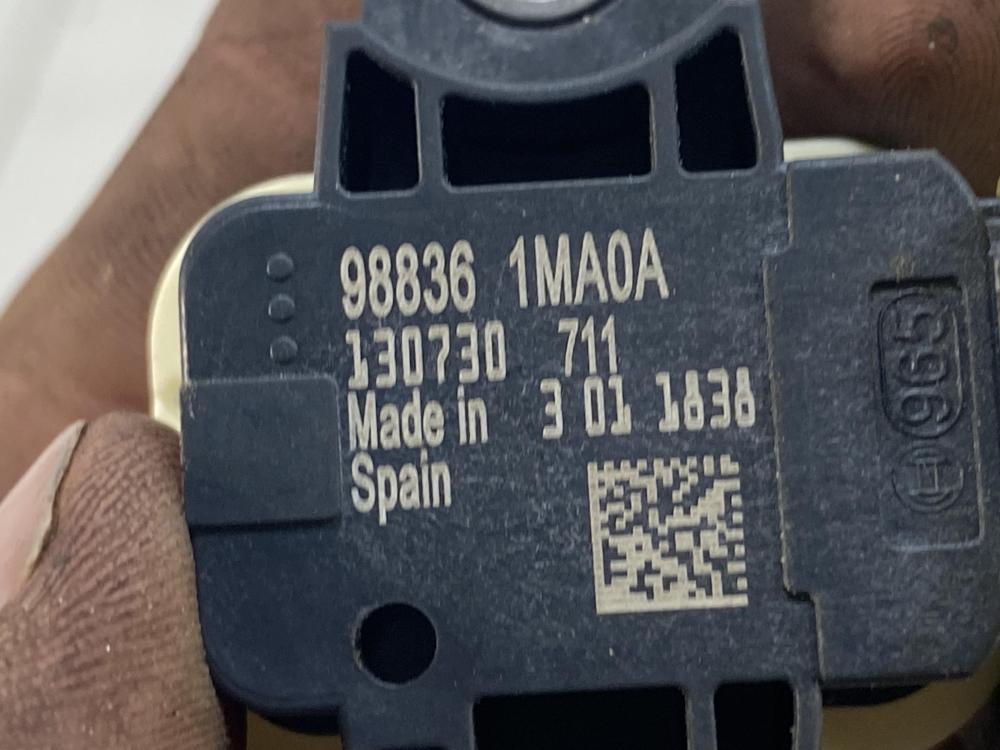 98836 1MA0A
130730 711
Made in 3 01 1838
Spain
965